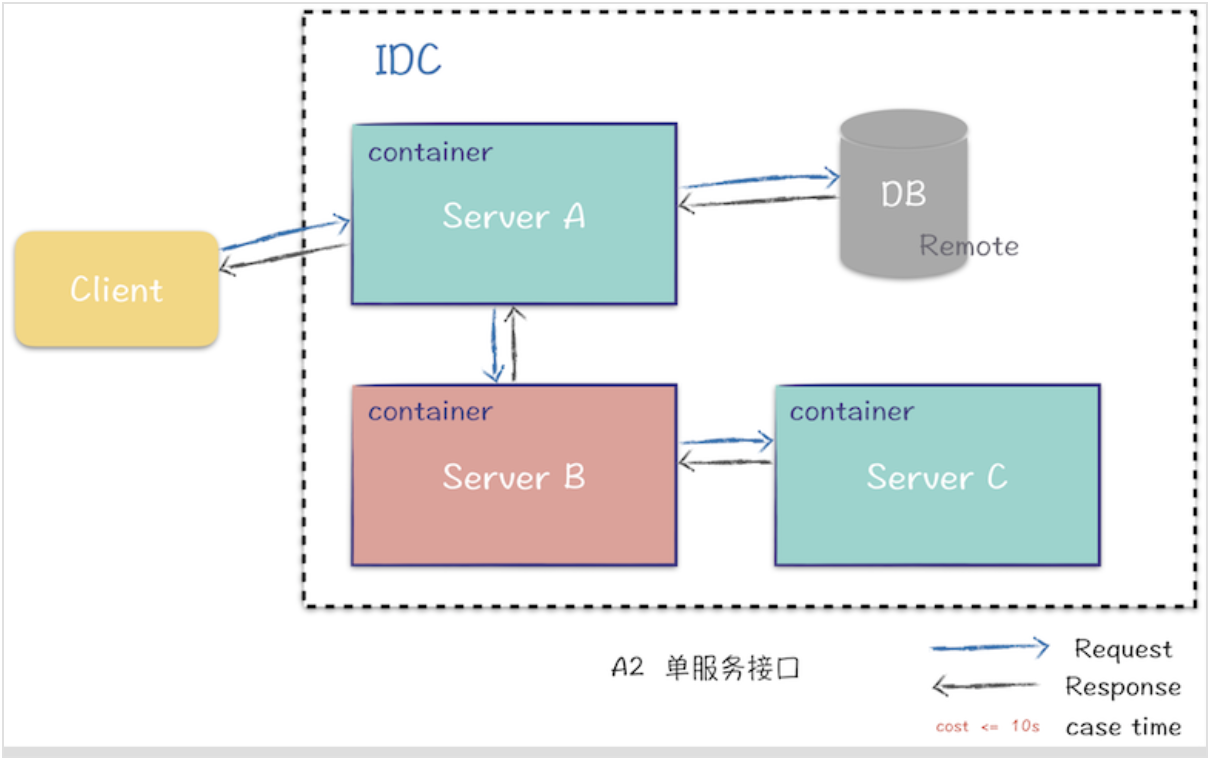 IDC
container
Server A
DB
Remote
Client
container
Server B
container
Server C
A2 单服务接口
Request
Response
cost <= 10s case time